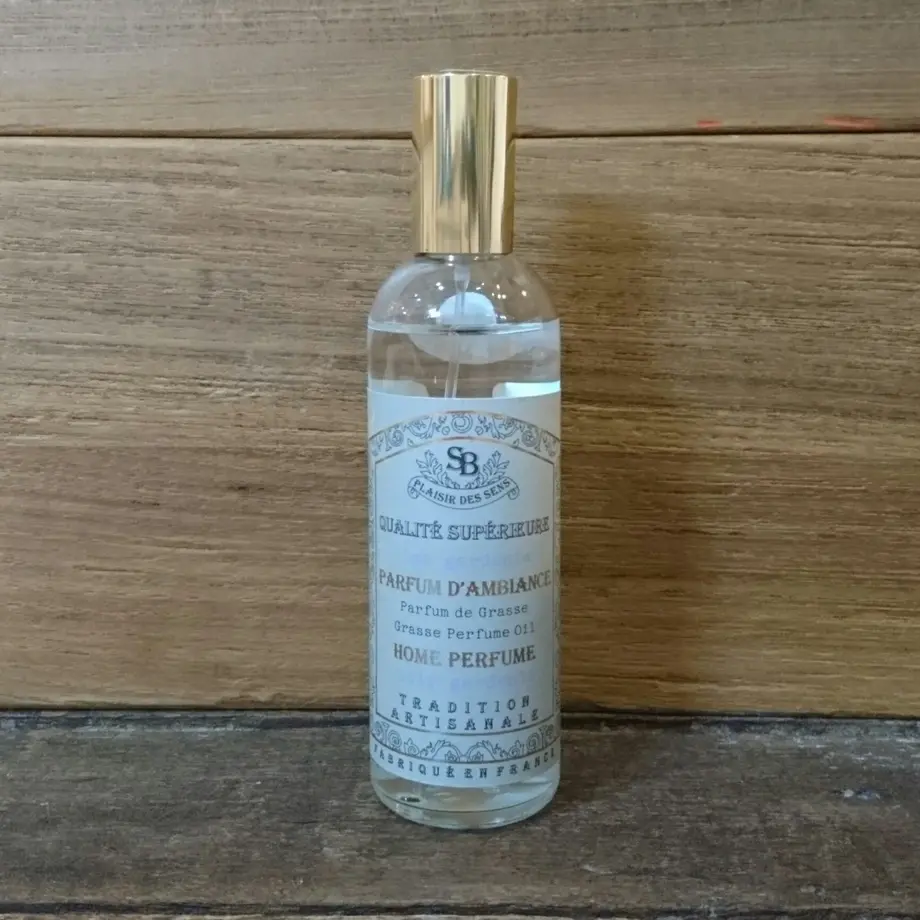 SB
PLAISIR DES SENS
QUALITÉ SUPÉRIEURE
PARFUM D'AMBIANCE
Parfum de Grasse
Grasse Perfume Oil
HOME PERFUME
TRADITION
ARTISANALE
FABRIQUÉ EN FRANCE